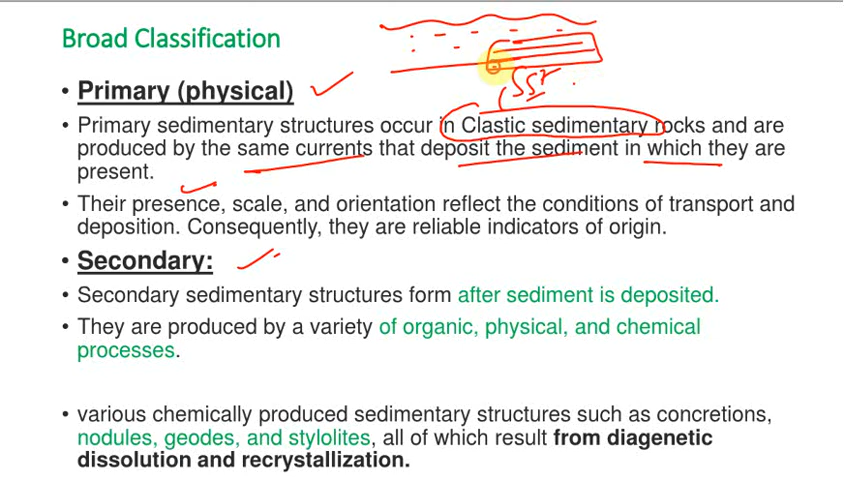 Broad Classification
• Primary (physical)
• Primary sedimentary structures occur in Clastic sedimentary rocks and are
produced by the same currents that deposit the sediment in which they are
present.
• Their presence, scale, and orientation reflect the conditions of transport and
deposition. Consequently, they are reliable indicators of origin.
• Secondary:
• Secondary sedimentary structures form after sediment is deposited.
• They are produced by a variety of organic, physical, and chemical
processes.
• various chemically produced sedimentary structures such as concretions,
nodules, geodes, and stylolites, all of which result from diagenetic
dissolution and recrystallization.